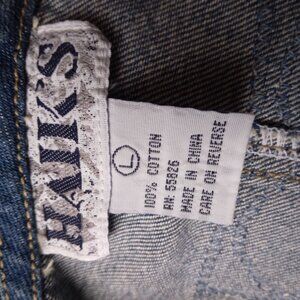 HAIKS
L
100% COTTON
RN: 55826
MADE IN CHINA
CARE ON REVERSE